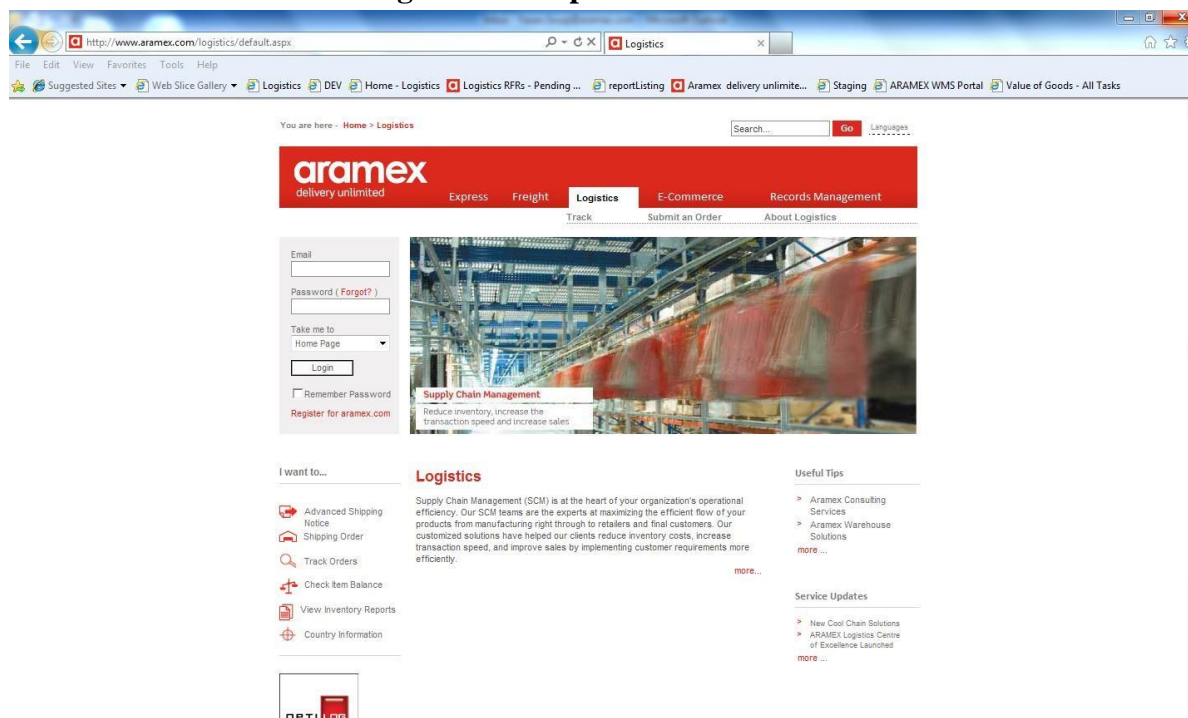 http://www.aramex.com/logistics/default.aspx
Logistics
File Edit View Favorites Tools Help
Suggested Sites Web Slice Gallery Logistics DEV Home - Logistics Logistics RFRs - Pending ... reportListing Aramex delivery unlimite... Staging ARAMEX WMS Portal Value of Goods - All Tasks
You are here - Home > Logistics
Search... Go Languages
aramex
delivery unlimited
Express Freight Logistics E-Commerce Records Management
Track Submit an Order About Logistics
Email
Password ( Forgot? )
Take me to
Home Page
Login
Remember Password
Register for aramex.com
Supply Chain Management
Reduce inventory, increase the
transaction speed and increase sales
I want to...
Advanced Shipping
Notice
Shipping Order
Track Orders
Check Item Balance
View Inventory Reports
Country Information
Logistics
Supply Chain Management (SCM) is at the heart of your organization's operational
efficiency. Our SCM teams are the experts at maximizing the efficient flow of your
products from manufacturing right through to retailers and final customers. Our
customized solutions have helped our clients reduce inventory costs, increase
transaction speed, and improve sales by implementing customer requirements more
efficiently.
more...
Useful Tips
> Aramex Consulting
Services
> Aramex Warehouse
Solutions
more ...
Service Updates
> New Cool Chain Solutions
> ARAMEX Logistics Centre
of Excellence Launched
more ...